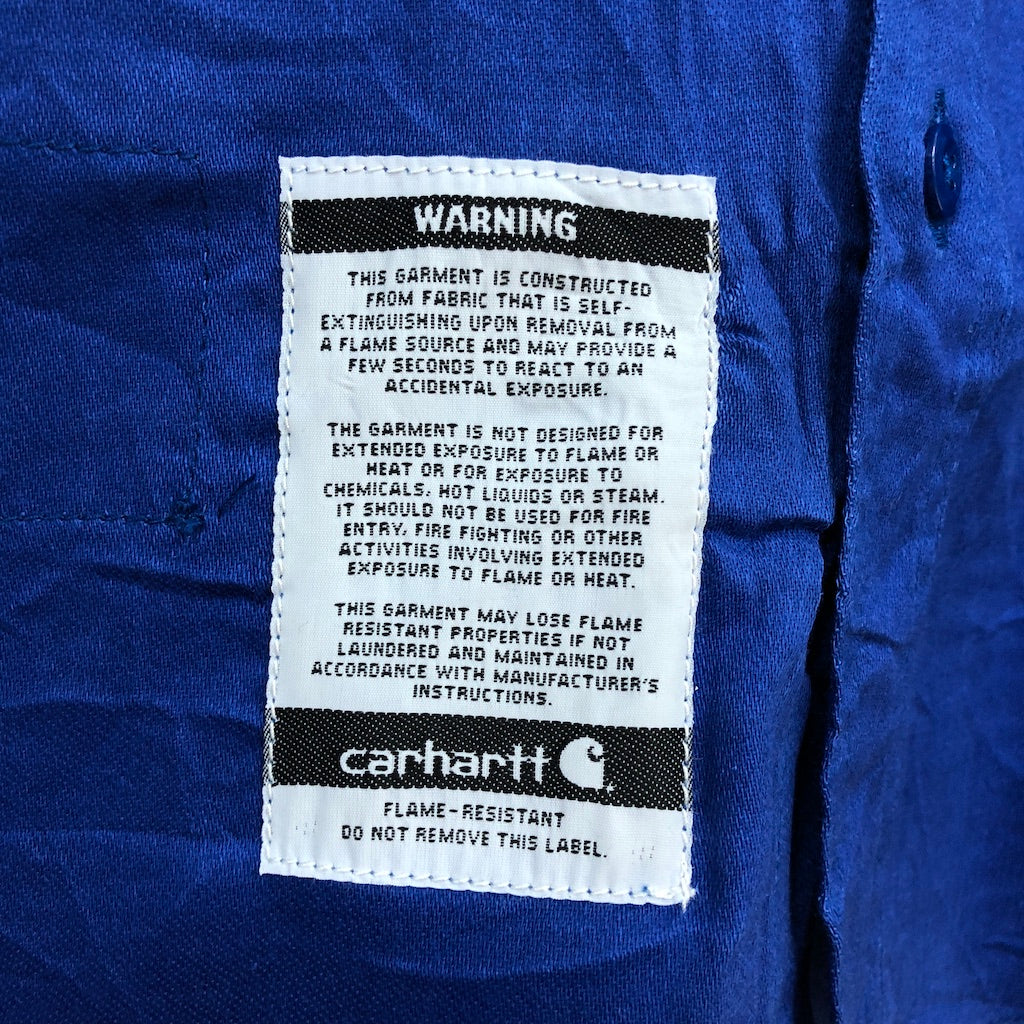 WARNING
THIS GARMENT IS CONSTRUCTED
FROM FABRIC THAT IS SELF-
EXTINGUISHING UPON REMOVAL FROM
A FLAME SOURCE AND MAY PROVIDE A
FEW SECONDS TO REACT TO AN
ACCIDENTAL EXPOSURE.
THE GARMENT IS NOT DESIGNED FOR
EXTENDED EXPOSURE TO FLAME OR
HEAT OR FOR EXPOSURE TO
CHEMICALS, HOT LIQUIDS OR STEAM.
IT SHOULD NOT BE USED FOR FIRE
ENTRY, FIRE FIGHTING OR OTHER
ACTIVITIES INVOLVING EXTENDED
EXPOSURE TO FLAME OR HEAT.
THIS GARMENT MAY LOSE FLAME
RESISTANT PROPERTIES IF NOT
LAUNDERED AND MAINTAINED IN
ACCORDANCE WITH MANUFACTURER'S
INSTRUCTIONS.
carhartt
FLAME-RESISTANT
DO NOT REMOVE THIS LABEL.